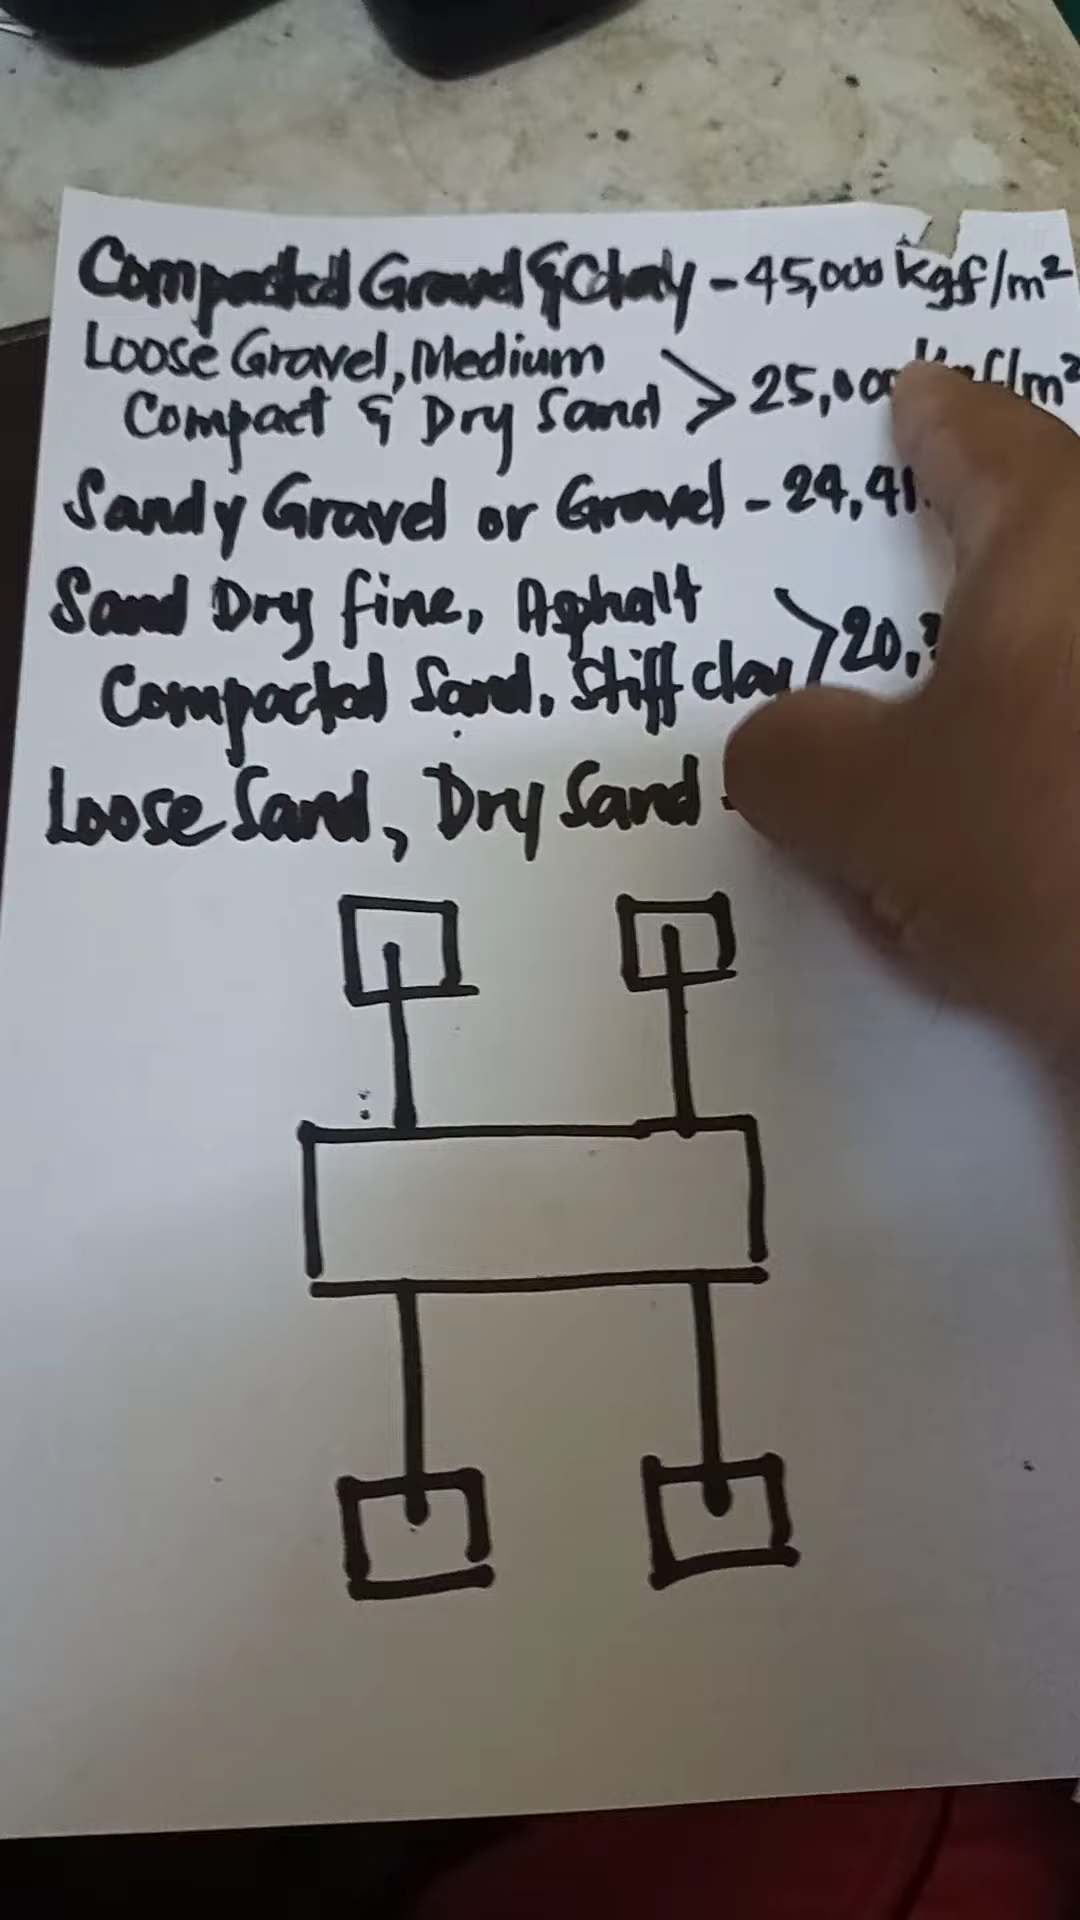 Compacted Gravel & Clay - 45,000 kgf/m²
Loose Gravel, Medium
Compact & Dry Sand > 25,00
Sandy Gravel or Gravel - 24,41
Sand Dry fine, Asphalt
Compacted Sand, Stiff clay > 20,
Loose Sand, Dry Sand -